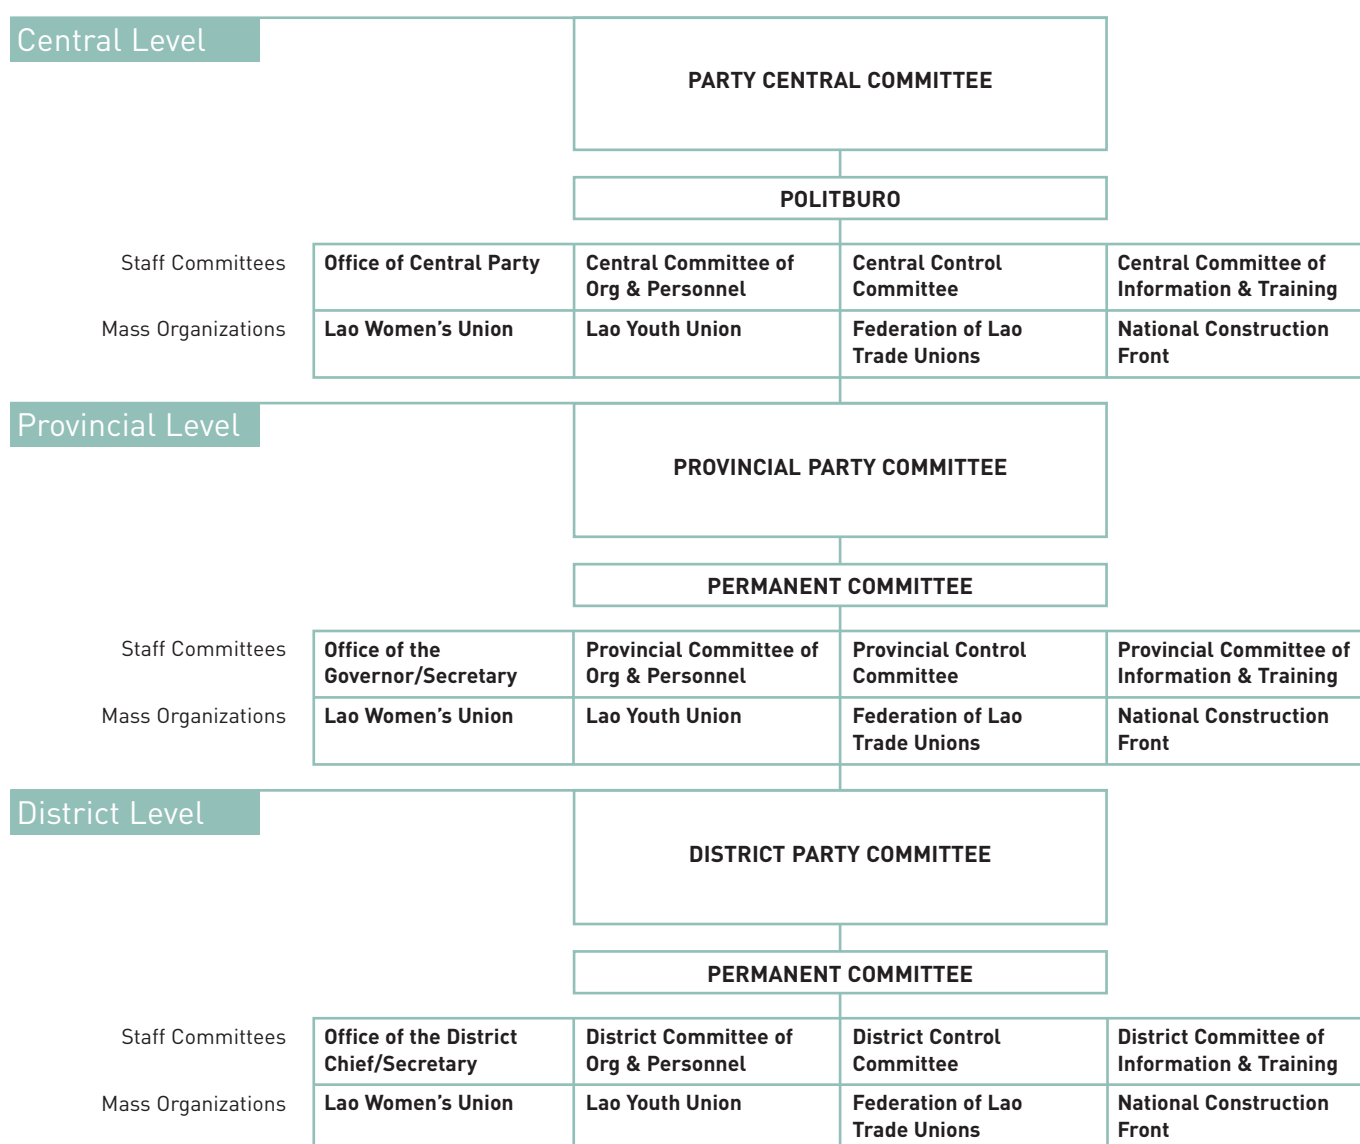 Central Level
PARTY CENTRAL COMMITTEE
POLITBURO
Staff Committees
Office of Central Party
Central Committee of
Org & Personnel
Central Control
Committee
Central Committee of
Information & Training
Mass Organizations
Lao Women’s Union
Lao Youth Union
Federation of Lao
Trade Unions
National Construction
Front
Provincial Level
PROVINCIAL PARTY COMMITTEE
PERMANENT COMMITTEE
Staff Committees
Office of the
Governor/Secretary
Provincial Committee of
Org & Personnel
Provincial Control
Committee
Provincial Committee of
Information & Training
Mass Organizations
Lao Women’s Union
Lao Youth Union
Federation of Lao
Trade Unions
National Construction
Front
District Level
DISTRICT PARTY COMMITTEE
PERMANENT COMMITTEE
Staff Committees
Office of the District
Chief/Secretary
District Committee of
Org & Personnel
District Control
Committee
District Committee of
Information & Training
Mass Organizations
Lao Women’s Union
Lao Youth Union
Federation of Lao
Trade Unions
National Construction
Front